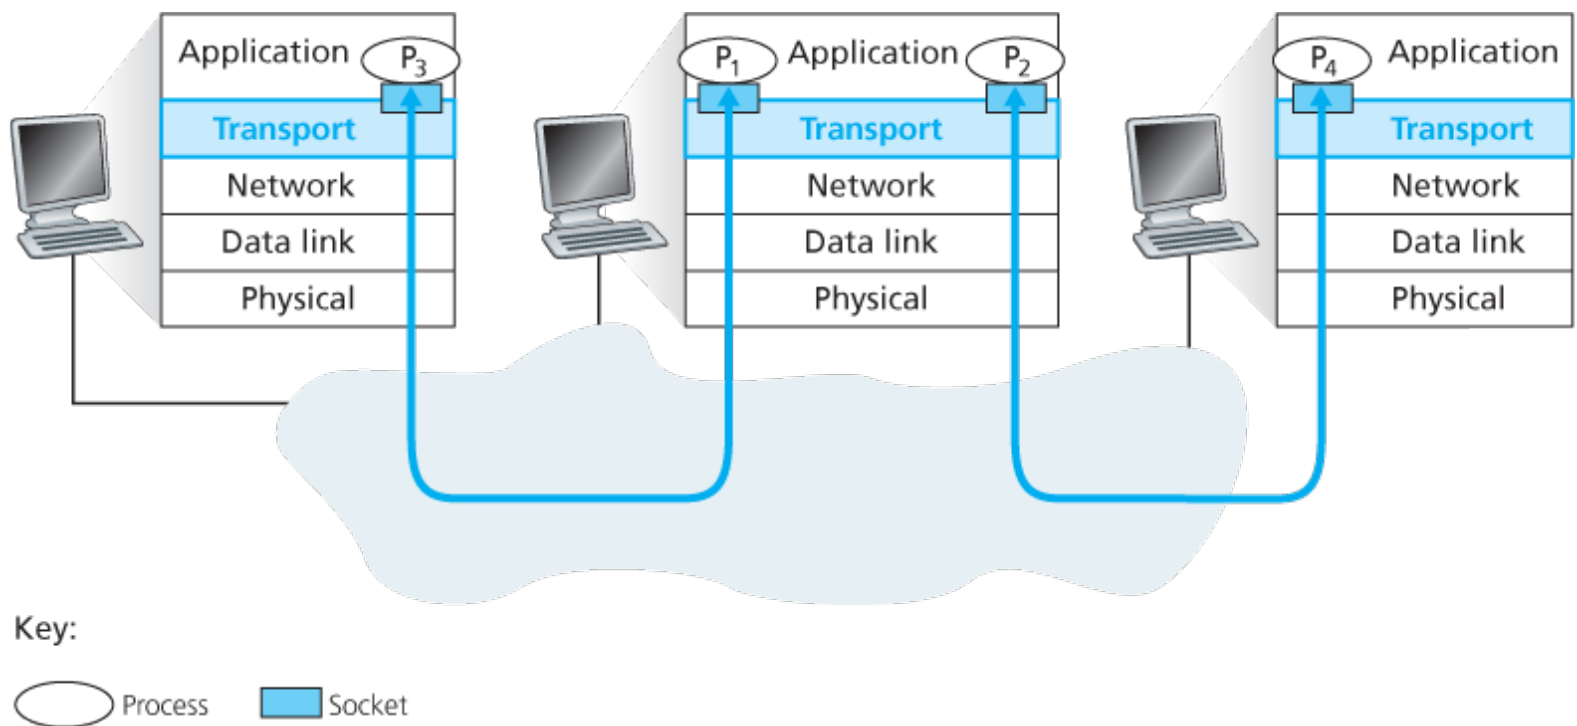 Application P3
Transport
Network
Data link
Physical
P1 Application P2
Transport
Network
Data link
Physical
P4 Application
Transport
Network
Data link
Physical
Key:
Process
Socket